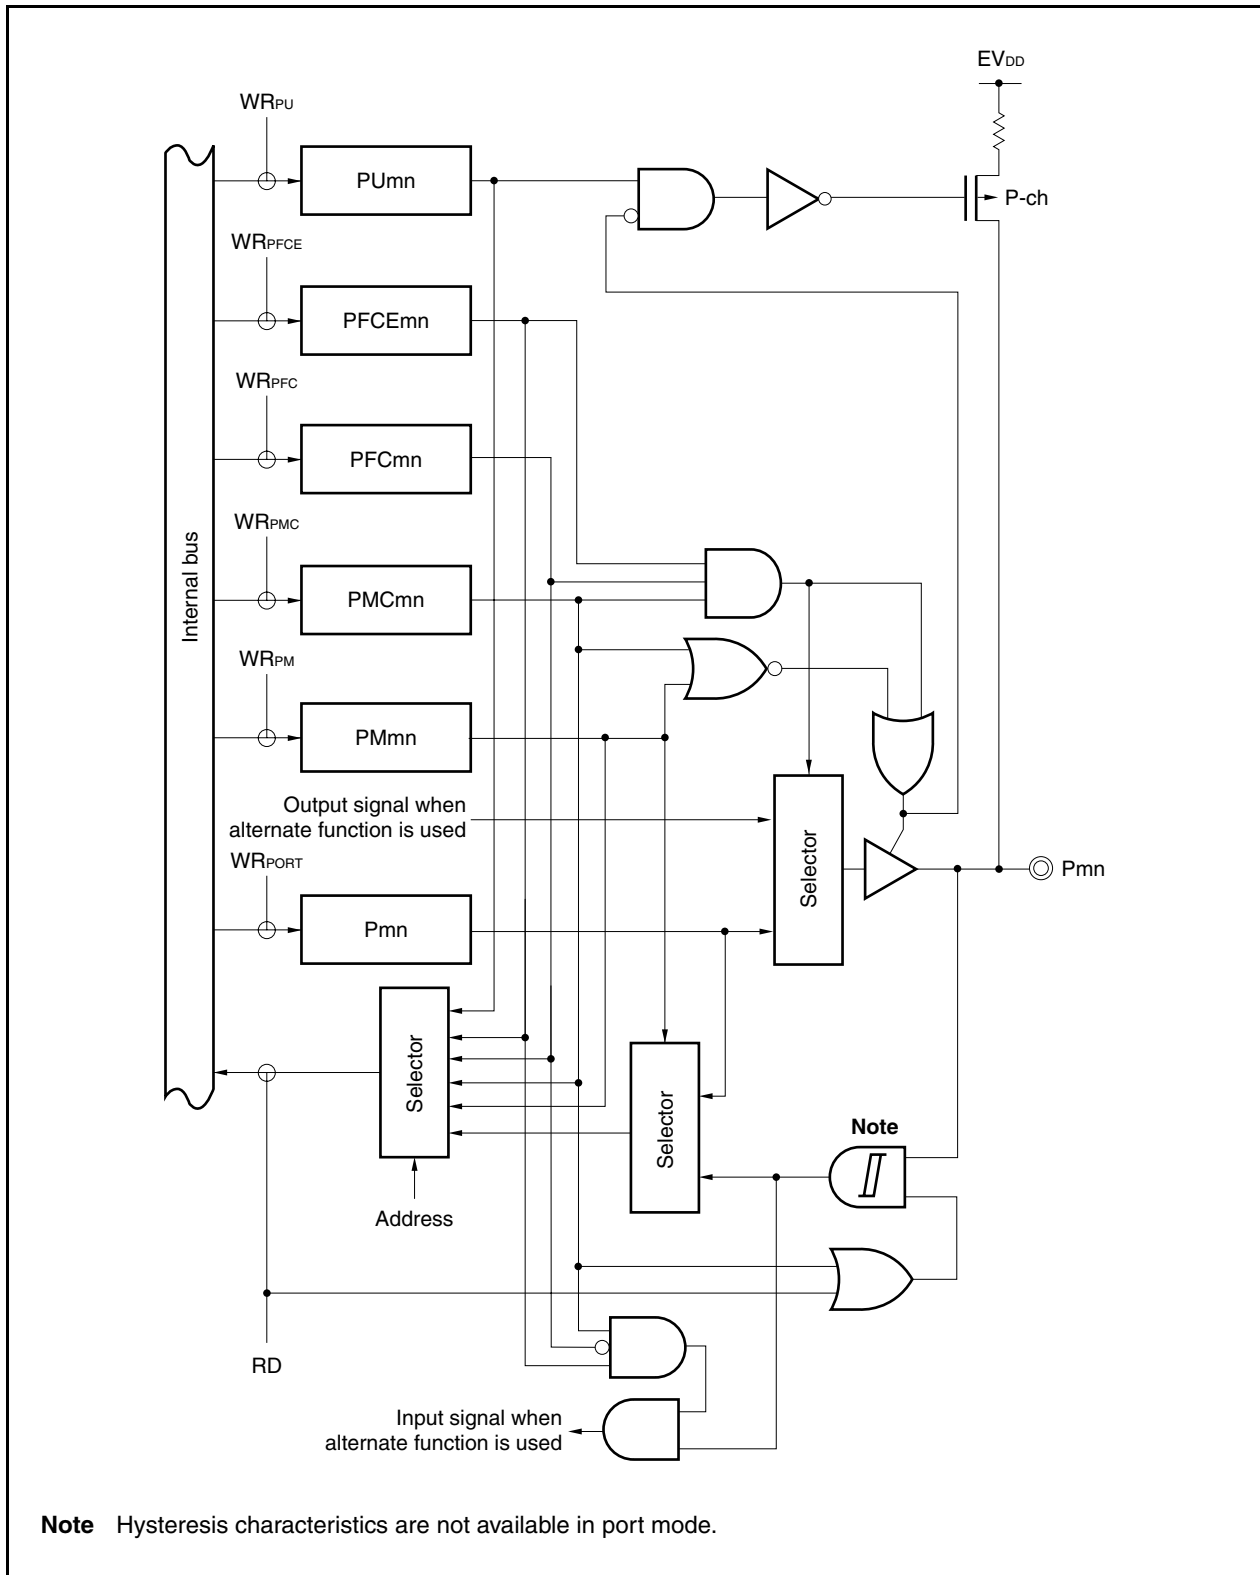 EVDD
WRPU
PUmn
P-ch
WRPFCE
PFCEmn
WRPFC
PFCmn
Internal bus
WRPMC
PMCmn
WRPM
PMmn
Output signal when
alternate function is used
Selector
WRPORT
Pmn
Pmn
Selector
Selector
Note
Address
RD
Input signal when
alternate function is used
Note Hysteresis characteristics are not available in port mode.